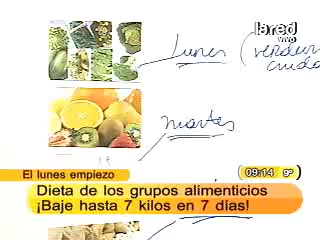 lared
vivo
Lunes (verduras
crudas
martes
El lunes empiezo
09:14 9°
Dieta de los grupos alimenticios
¡Baje hasta 7 kilos en 7 días!